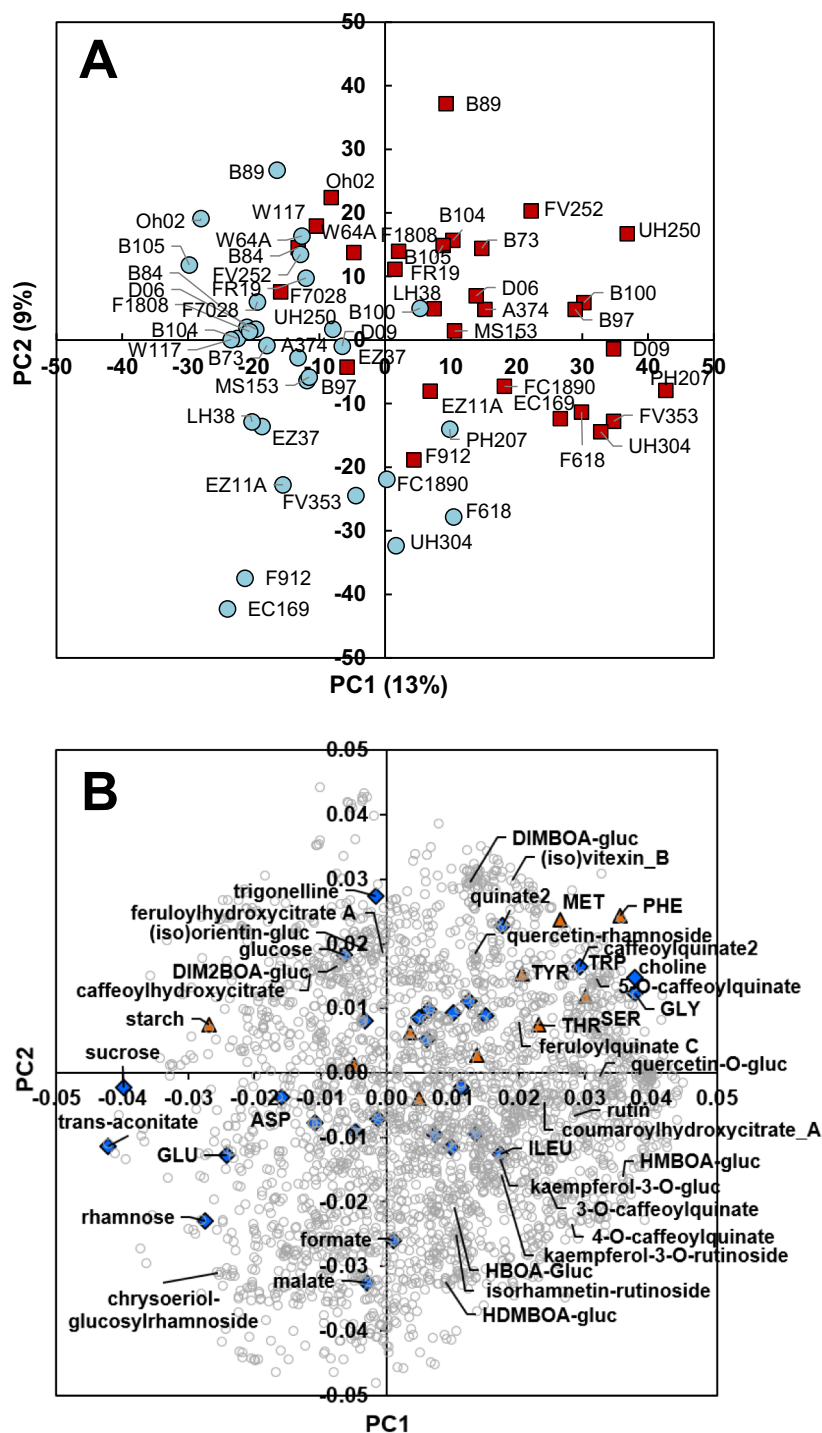 50
A
40
B89
30
B89
Oh02
20
FV252
W117
B104
Oh02
UH250
W64A
W64A
F1808
B73
B105
B84
B105
10
FV252
FR19
B84
FR19
LH38
D06
D06
F7028
B100
F1808
F7028
UH250
B100
A374
B97
B104
D09
MS153
W117
A374
0
D09
B73
EZ37
-50
-40
-30
-20
-10
0
10
20
30
40
50
PH207
MS153
B97
FC1890
-10
EC169
LH38
EZ11A
FV353
EZ37
PH207
UH304
F912
F618
-20
EZ11A
FC1890
FV353
F618
-30
UH304
F912
-40
EC169
-50
PC2 (9%)
PC1 (13%)
0.05
B
0.04
DIMBOA-gluc
(iso)vitexin_B
0.03
trigonelline
quinate2
MET
PHE
feruloylhydroxycitrate A
(iso)orientin-gluc
quercetin-rhamnoside
glucose
0.02
caffeoylquinate2
DIM2BOA-gluc
TYR
TRP
choline
caffeoylhydroxycitrate
5-O-caffeoylquinate
0.01
GLY
starch
THR
SER
feruloylquinate C
sucrose
quercetin-O-gluc
0.00
-0.05
-0.04
-0.03
-0.02
-0.01
0.00
0.01
0.02
0.03
0.04
0.05
trans-aconitate
ASP
rutin
coumaroylhydroxycitrate_A
-0.01
GLU
ILEU
HMBOA-gluc
kaempferol-3-O-gluc
-0.02
3-O-caffeoylquinate
rhamnose
4-O-caffeoylquinate
formate
kaempferol-3-O-rutinoside
-0.03
HBOA-Gluc
malate
isorhamnetin-rutinoside
chrysoeriol-
glucosylrhamnoside
HDMBOA-gluc
-0.04
-0.05
PC2
PC1